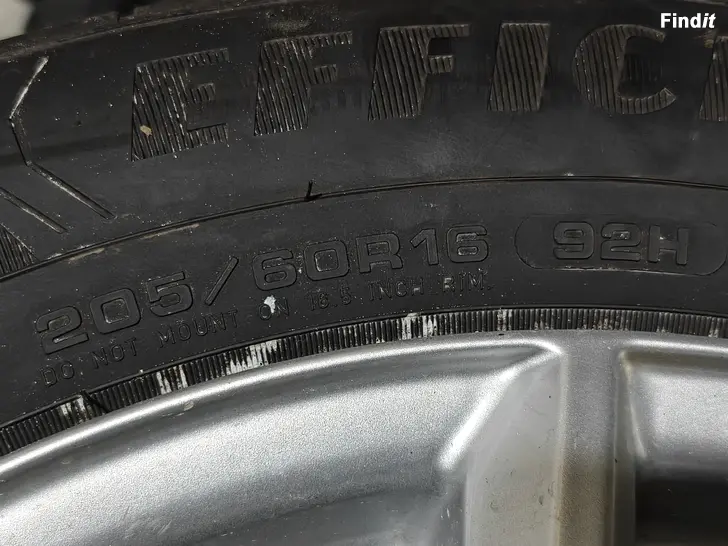 Findit
EFFICI
205/60R16 92H
DO NOT MOUNT ON 16.5 INCH RIM.